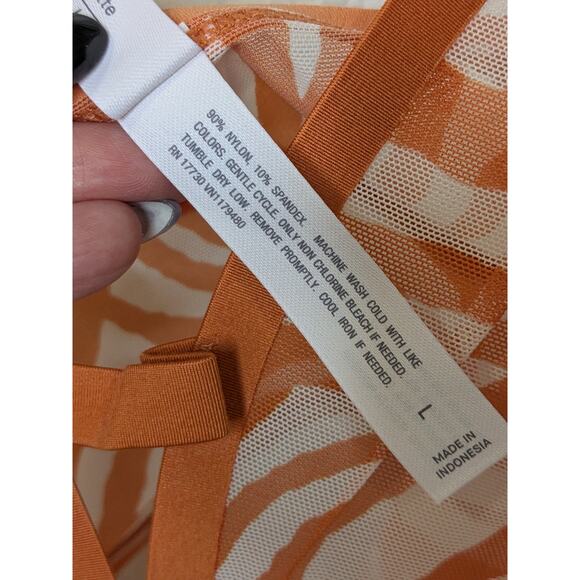 90% NYLON, 10% SPANDEX. MACHINE WASH COLD WITH LIKE
COLORS. GENTLE CYCLE. ONLY NON CHLORINE BLEACH IF NEEDED.
TUMBLE DRY LOW. REMOVE PROMPTLY. COOL IRON IF NEEDED.
RN 17730 VN1179480
L
MADE IN
INDONESIA